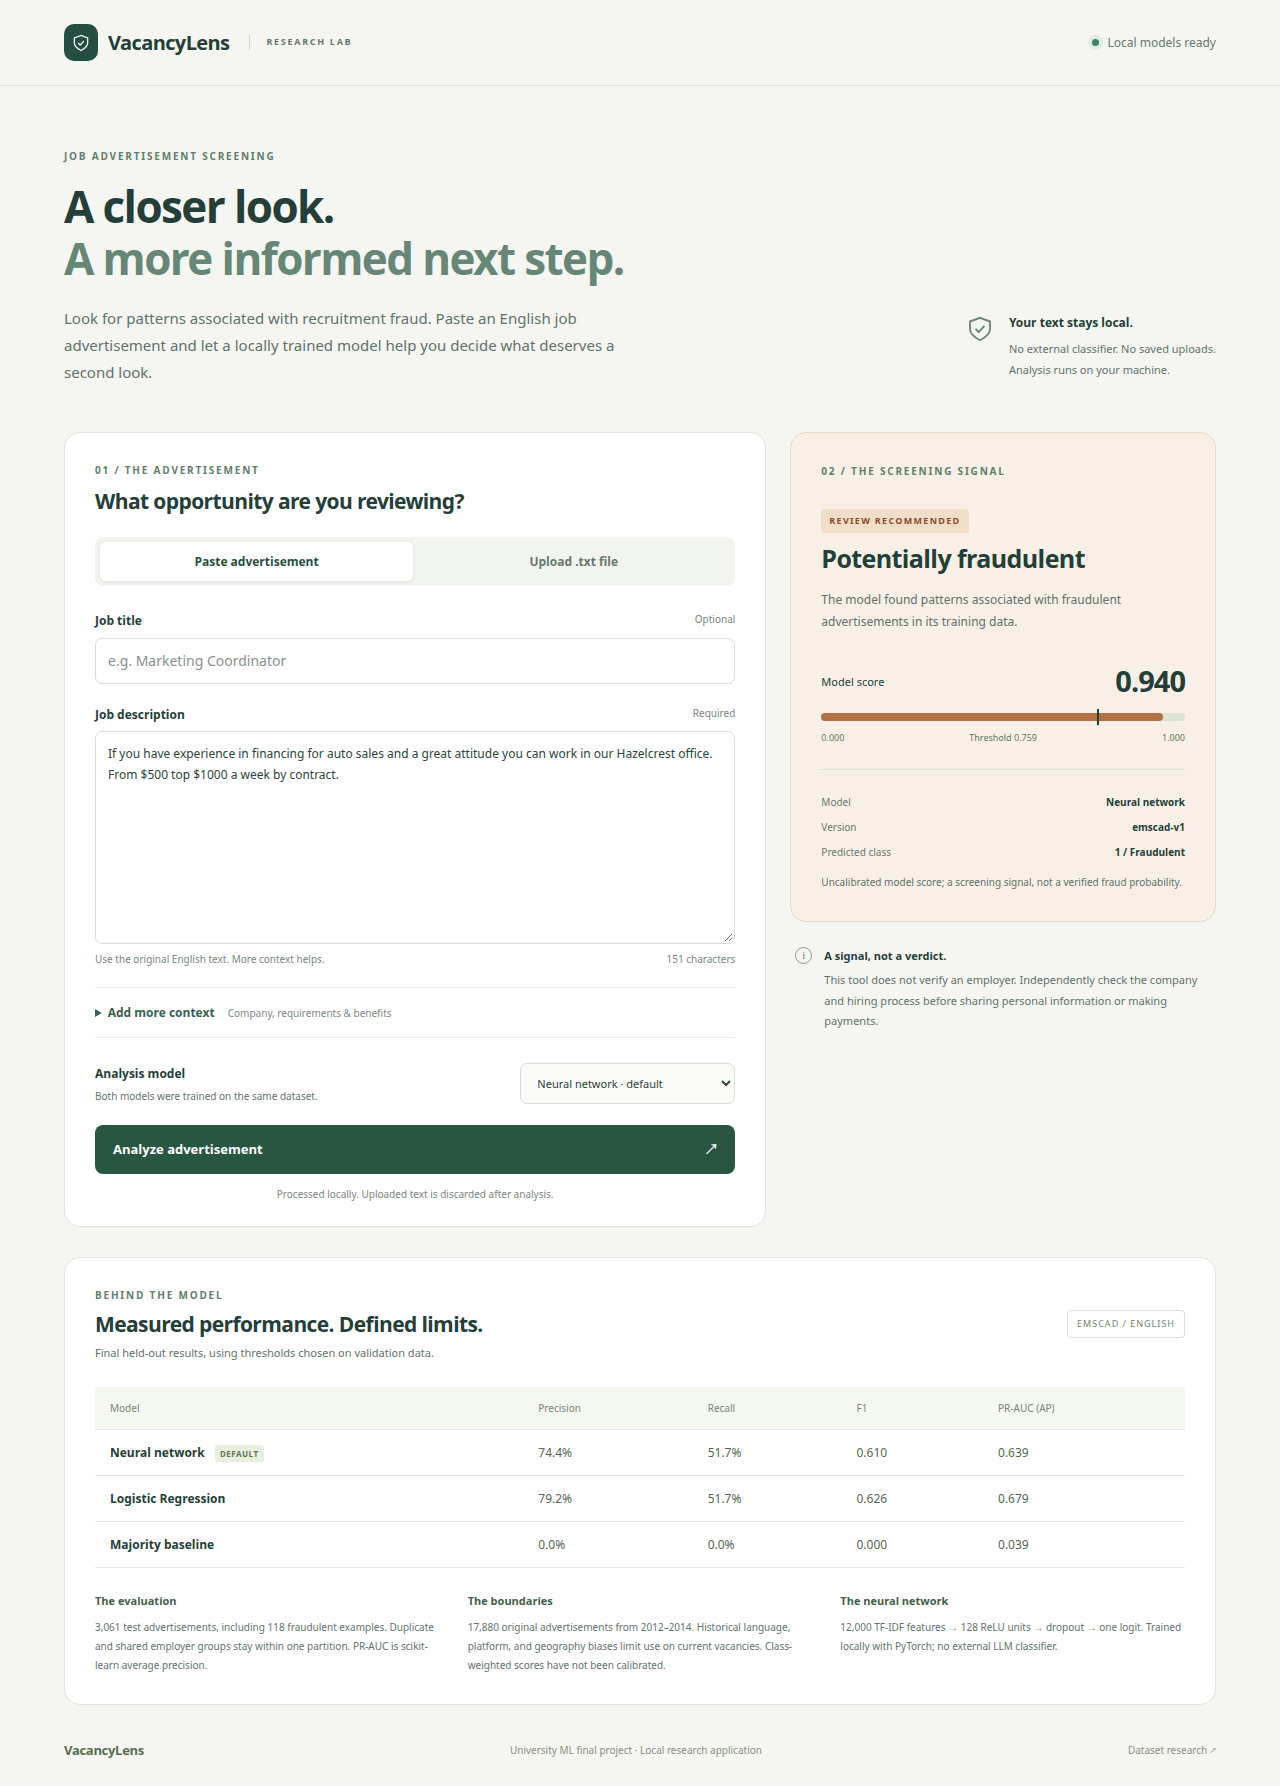 VacancyLens
RESEARCH LAB
Local models ready
JOB ADVERTISEMENT SCREENING
A closer look.
A more informed next step.
Look for patterns associated with recruitment fraud. Paste an English job
advertisement and let a locally trained model help you decide what deserves a
second look.
Your text stays local.
No external classifier. No saved uploads.
Analysis runs on your machine.
01 / THE ADVERTISEMENT
What opportunity are you reviewing?
Paste advertisement
Upload .txt file
Job title
Optional
e.g. Marketing Coordinator
Job description
Required
If you have experience in financing for auto sales and a great attitude you can work in our Hazelcrest office.
From $500 top $1000 a week by contract.
Use the original English text. More context helps.
151 characters
Add more context
Company, requirements & benefits
Analysis model
Both models were trained on the same dataset.
Neural network · default
Analyze advertisement ↗
Processed locally. Uploaded text is discarded after analysis.
02 / THE SCREENING SIGNAL
REVIEW RECOMMENDED
Potentially fraudulent
The model found patterns associated with fraudulent
advertisements in its training data.
Model score
0.940
0.000
Threshold 0.759
1.000
Model
Neural network
Version
emscad-v1
Predicted class
1 / Fraudulent
Uncalibrated model score; a screening signal, not a verified fraud probability.
i
A signal, not a verdict.
This tool does not verify an employer. Independently check the company
and hiring process before sharing personal information or making
payments.
BEHIND THE MODEL
Measured performance. Defined limits.
Final held-out results, using thresholds chosen on validation data.
EMSCAD / ENGLISH
Model Precision Recall F1 PR-AUC (AP)
Neural network DEFAULT 74.4% 51.7% 0.610 0.639
Logistic Regression 79.2% 51.7% 0.626 0.679
Majority baseline 0.0% 0.0% 0.000 0.039
The evaluation
3,061 test advertisements, including 118 fraudulent examples. Duplicate
and shared employer groups stay within one partition. PR-AUC is scikit-
learn average precision.
The boundaries
17,880 original advertisements from 2012–2014. Historical language,
platform, and geography biases limit use on current vacancies. Class-
weighted scores have not been calibrated.
The neural network
12,000 TF-IDF features → 128 ReLU units → dropout → one logit. Trained
locally with PyTorch; no external LLM classifier.
VacancyLens
University ML final project · Local research application
Dataset research ↗